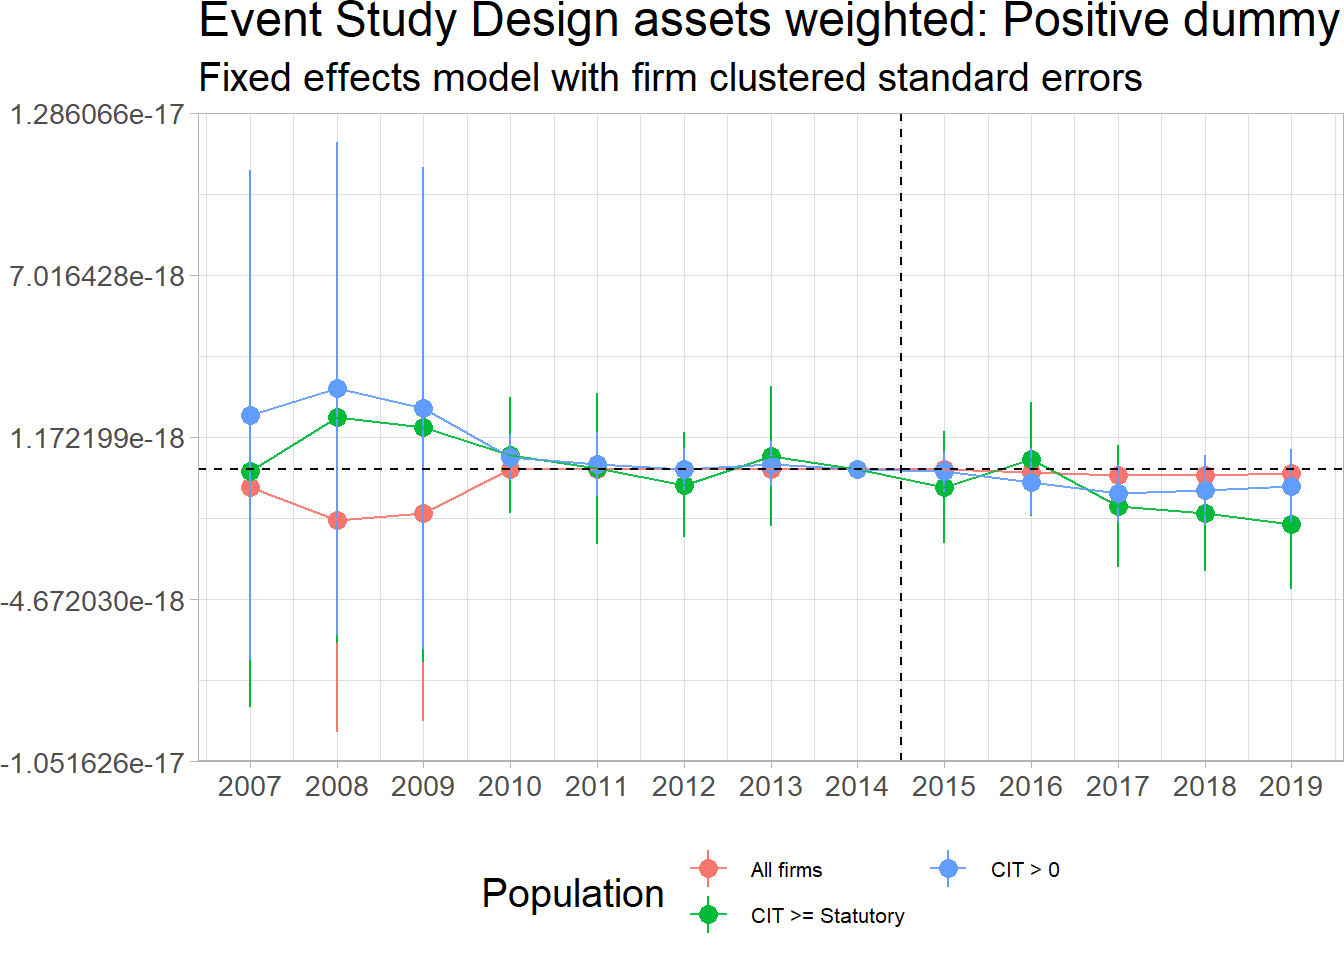 Event Study Design assets weighted: Positive dummy
Fixed effects model with firm clustered standard errors
1.286066e-17
7.016428e-18
1.172199e-18
-4.672030e-18
-1.051626e-17
2007 2008 2009 2010 2011 2012 2013 2014 2015 2016 2017 2018 2019
Population
All firms
CIT >= Statutory
CIT > 0